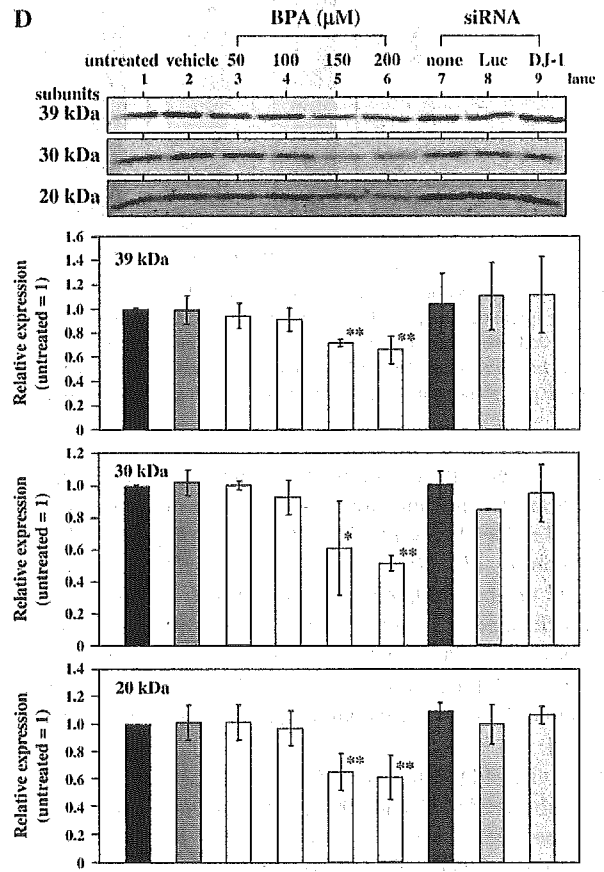 D
BPA (µM) siRNA
untreated vehicle 50 100 150 200 none Luc DJ-1
1 2 3 4 5 6 7 8 9 lane
subunits
39 kDa
30 kDa
20 kDa
39 kDa
Relative expression
(untreated = 1)
1.6
1.4
1.2
1.0
0.8
0.6
0.4
0.2
0
**
**
30 kDa
Relative expression
(untreated = 1)
1.2
1.0
0.8
0.6
0.4
0.2
0
*
**
20 kDa
Relative expression
(untreated = 1)
1.4
1.2
1.0
0.8
0.6
0.4
0.2
0
**
**